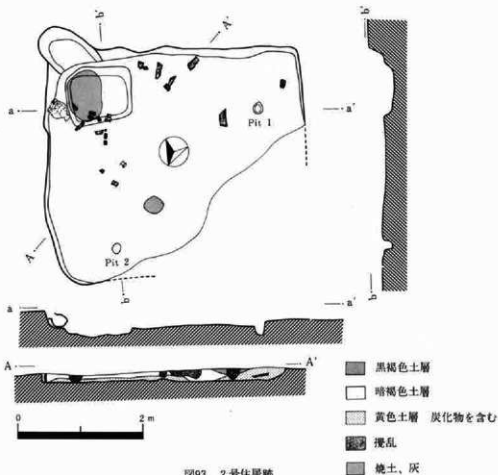 b'
A'
b'
a
a'
Pit 1
A
Pit 2
b
b
a
a'
A
A'
0
2 m
黒褐色土層
暗褐色土層
黄色土層 炭化物を含む
攪乱
焼土、灰
図93 2号住居跡